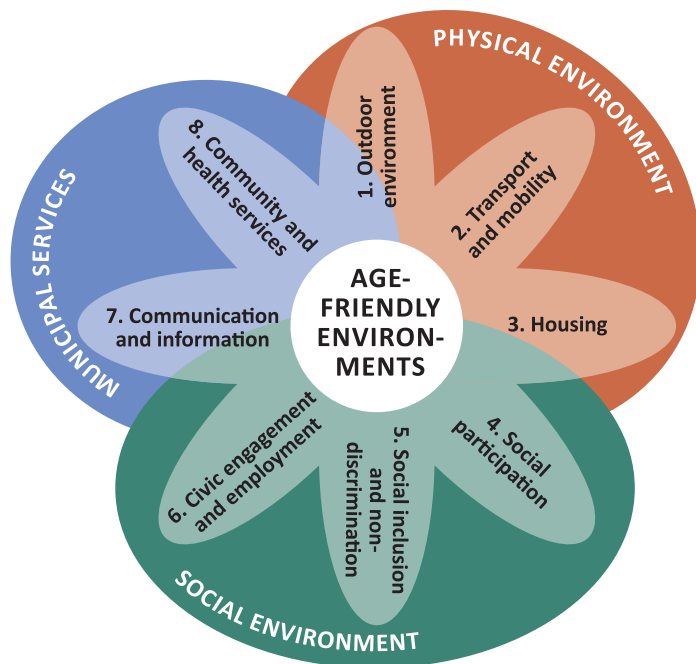 PHYSICAL ENVIRONMENT
MUNICIPAL SERVICES
SOCIAL ENVIRONMENT
AGE-
FRIENDLY
ENVIRON-
MENTS
1. Outdoor
environment
2. Transport
and mobility
3. Housing
4. Social
participation
5. Social inclusion
and non-
discrimination
6. Civic engagement
and employment
7. Communication
and information
8. Community and
health services